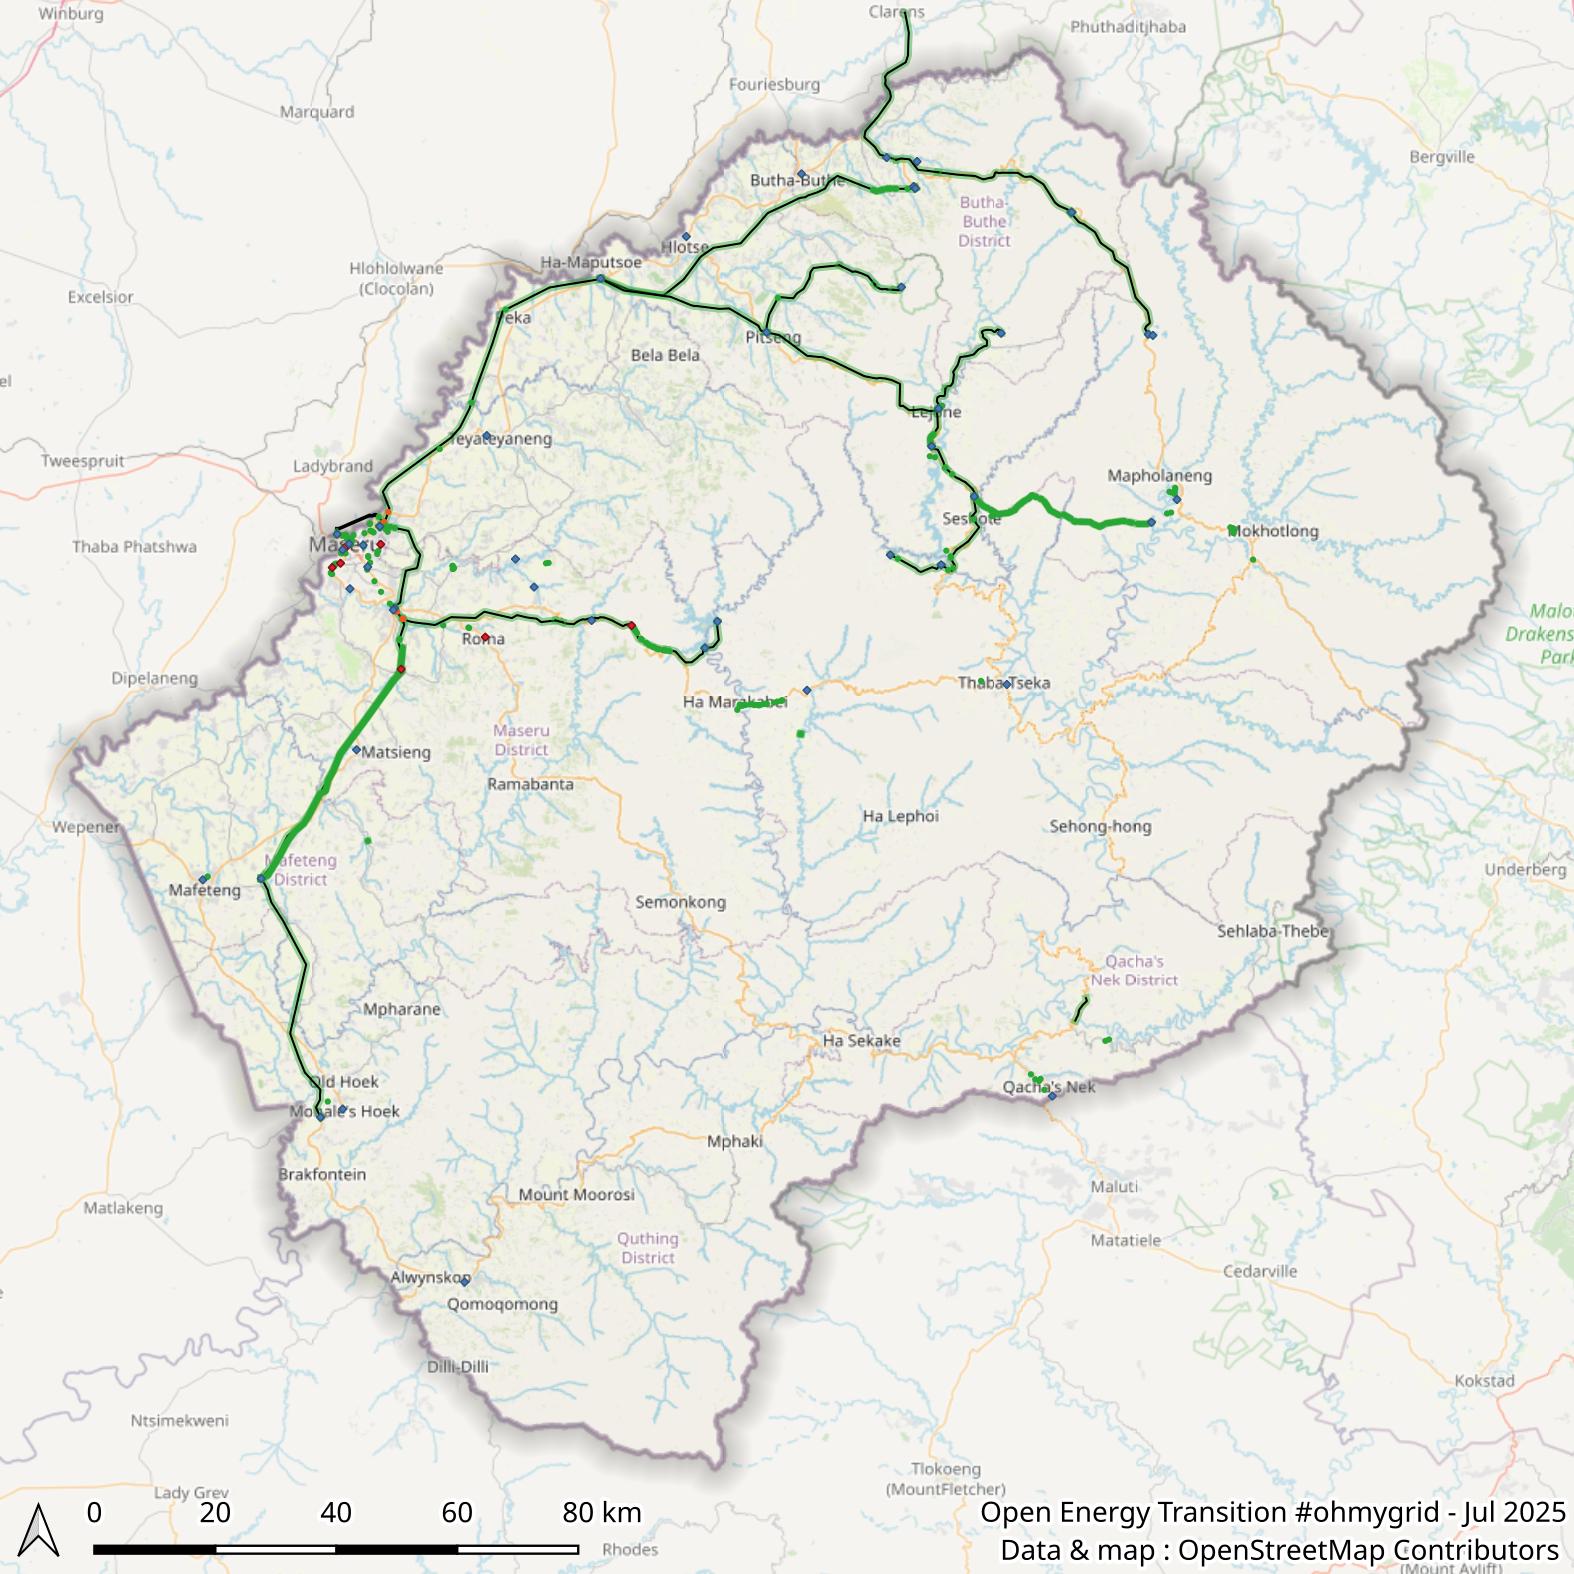 Winburg
Clarens
Phuthaditjhaba
Fouriesburg
Marquard
Bergville
Butha-Buthe
Butha-
Buthe
District
Hlotse
Ha-Maputsoe
Hlohlolwane
(Clocolan)
Excelsior
Peka
Pitseng
Bela Bela
Lejone
Teyateyaneng
Tweespruit
Ladybrand
Mapholaneng
Seshote
Mokhotlong
Thaba Phatshwa
Maseru
Roma
Dipelaneng
Thaba-Tseka
Ha Marakabei
Maseru
District
Matsieng
Ramabanta
Ha Lephoi
Sehong-hong
Wepener
Mafeteng
District
Mafeteng
Underberg
Semonkong
Sehlaba-Thebe
Qacha's
Nek District
Mpharane
Ha Sekake
Old Hoek
Qacha's Nek
Mohale's Hoek
Mphaki
Brakfontein
Maluti
Mount Moorosi
Matlakeng
Quthing
District
Matatiele
Cedarville
Alwynskop
Qomoqomong
Dilli-Dilli
Kokstad
Ntsimekweni
Tlokoeng
(MountFletcher)
Lady Grey
Rhodes
(Mount Ayliff)
0 20 40 60 80 km
Open Energy Transition #ohmygrid - Jul 2025
Data & map : OpenStreetMap Contributors